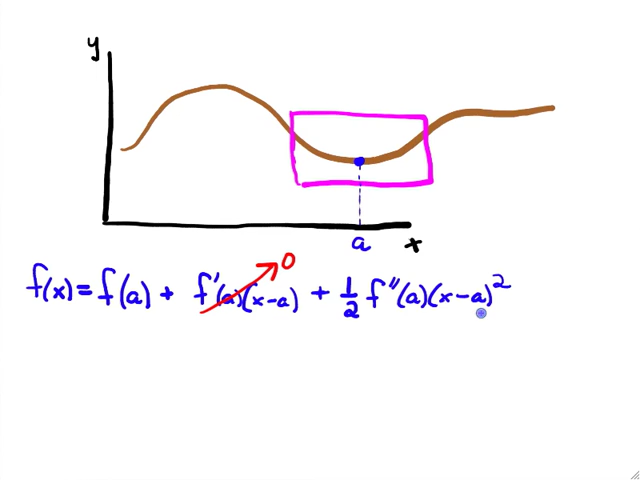 y
a
x
0
f(x) = f(a) + f'(a)(x-a) + 1/2 f''(a)(x-a)²